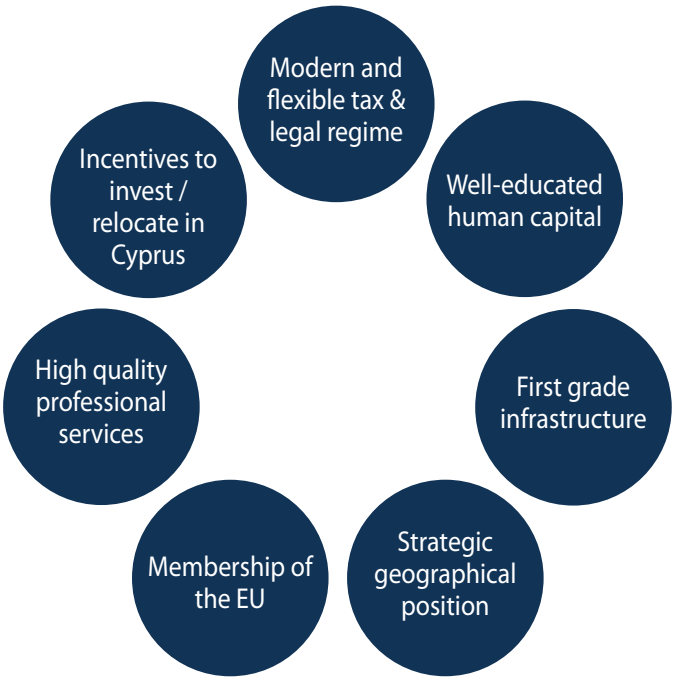 Modern and
flexible tax &
legal regime
Well-educated
human capital
First grade
infrastructure
Strategic
geographical
position
Membership of
the EU
High quality
professional
services
Incentives to
invest /
relocate in
Cyprus